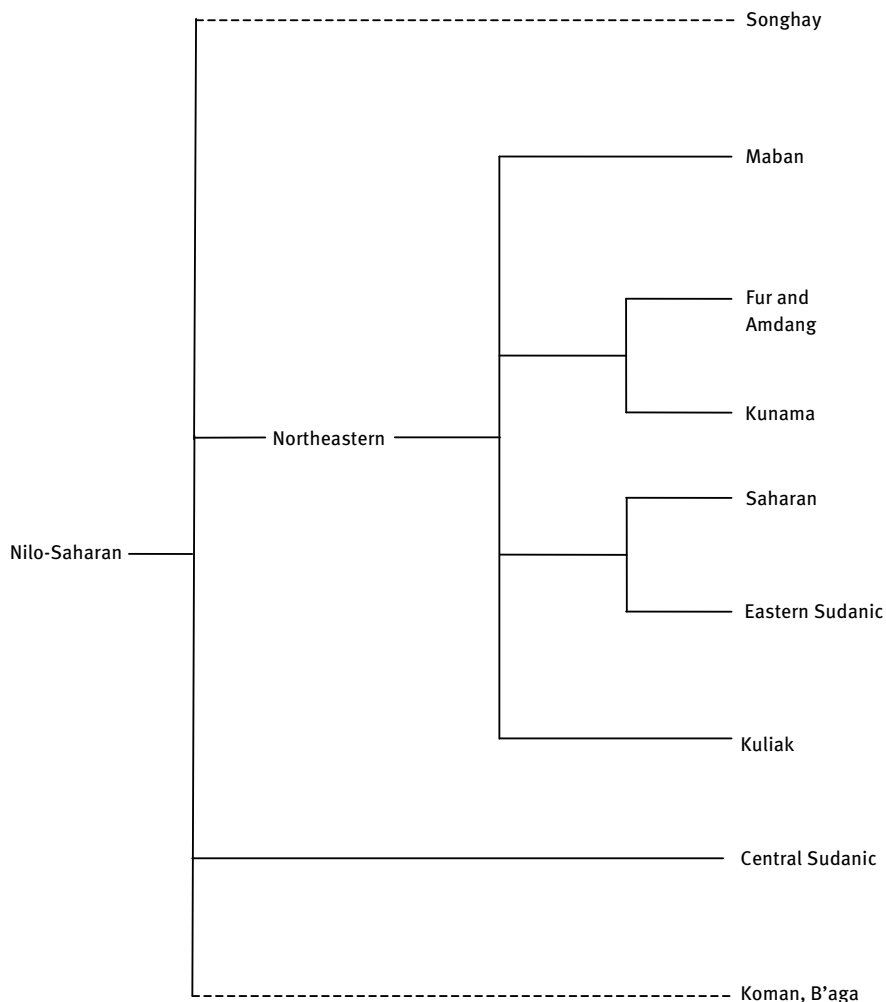 Songhay
Maban
Fur and
Amdang
Kunama
Northeastern
Saharan
Nilo-Saharan
Eastern Sudanic
Kuliak
Central Sudanic
Koman, B'aga